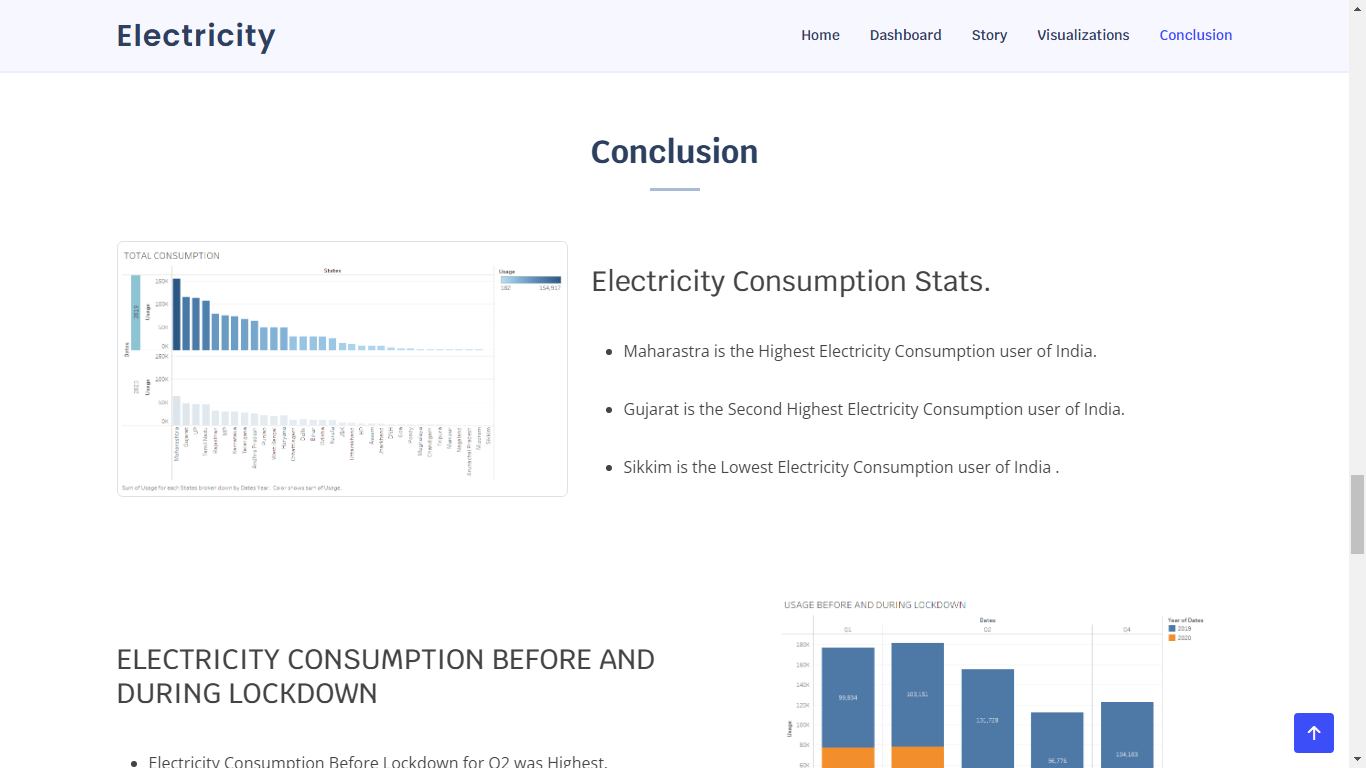 Electricity
Home
Dashboard
Story
Visualizations
Conclusion
Conclusion
TOTAL CONSUMPTION
States
Usage
182
154,917
2019
Usage
150K
100K
50K
0K
Dates
Usage
150K
100K
50K
0K
Maharashtra
Gujarat
UP
Tamil Nadu
Rajasthan
MP
Karnataka
Telangana
Andhra Pradesh
Punjab
West Bengal
Haryana
Chhattisgarh
Delhi
Bihar
Odisha
Kerala
J&K
Uttarakhand
HP
Assam
Jharkhand
DNH
Goa
Pondy
Meghalaya
Chandigarh
Tripura
Manipur
Nagaland
Arunachal Pradesh
Mizoram
Sikkim
Sum of Usage for each States broken down by Dates Year. Color shows sum of Usage.
Electricity Consumption Stats.
Maharastra is the Highest Electricity Consumption user of India.
Gujarat is the Second Highest Electricity Consumption user of India.
Sikkim is the Lowest Electricity Consumption user of India .
ELECTRICITY CONSUMPTION BEFORE AND
DURING LOCKDOWN
Electricity Consumption Before Lockdown for Q2 was Highest.
USAGE BEFORE AND DURING LOCKDOWN
Dates
Q1
Q2
Q4
Year of Dates
2019
2020
180K
160K
140K
120K
100K
80K
60K
Usage
99,834
103,151
131,729
96,776
134,183